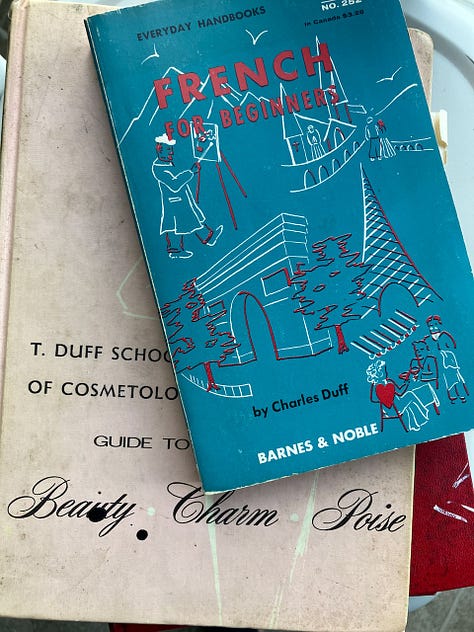 EVERYDAY HANDBOOKS
NO. 252
In Canada $3.20
FRENCH
FOR BEGINNERS
by Charles Duff
BARNES & NOBLE
T. DUFF SCHOO
OF COSMETOLO
GUIDE TO
Beauty Charm Poise